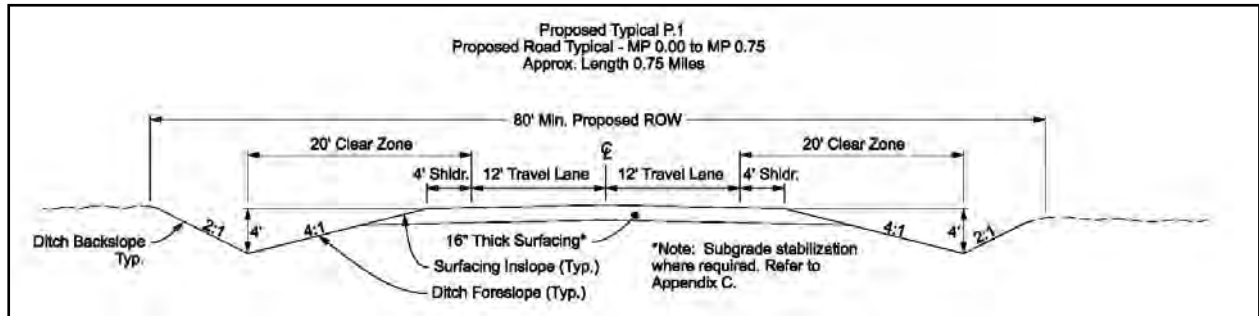 Proposed Typical P.1
Proposed Road Typical - MP 0.00 to MP 0.75
Approx. Length 0.75 Miles
80' Min. Proposed ROW
20' Clear Zone
℄
20' Clear Zone
4' Shldr.
12' Travel Lane
12' Travel Lane
4' Shldr.
2:1
4'
4:1
4:1
4'
2:1
Ditch Backslope
Typ.
16" Thick Surfacing*
Surfacing Inslope (Typ.)
Ditch Foreslope (Typ.)
*Note: Subgrade stabilization
where required. Refer to
Appendix C.